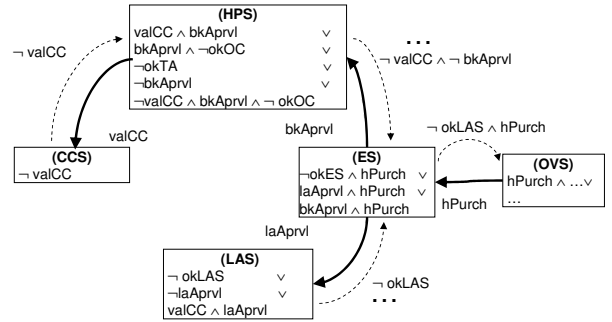 (HPS)
valCC ∧ bkAprvl ∨
bkAprvl ∧ ¬okOC ∨
¬okTA ∨
¬bkAprvl ∨
¬valCC ∧ bkAprvl ∧ ¬ okOC
¬ valCC
...
¬ valCC ∧ ¬ bkAprvl
valCC
bkAprvl
¬ okLAS ∧ hPurch
(CCS)
¬ valCC
(ES)
¬okES ∧ hPurch ∨
laAprvl ∧ hPurch ∨
bkAprvl ∧ hPurch
(OVS)
hPurch ∧ ...∨
...
hPurch
laAprvl
(LAS)
¬ okLAS ∨
¬laAprvl ∨
valCC ∧ laAprvl
¬ okLAS
...